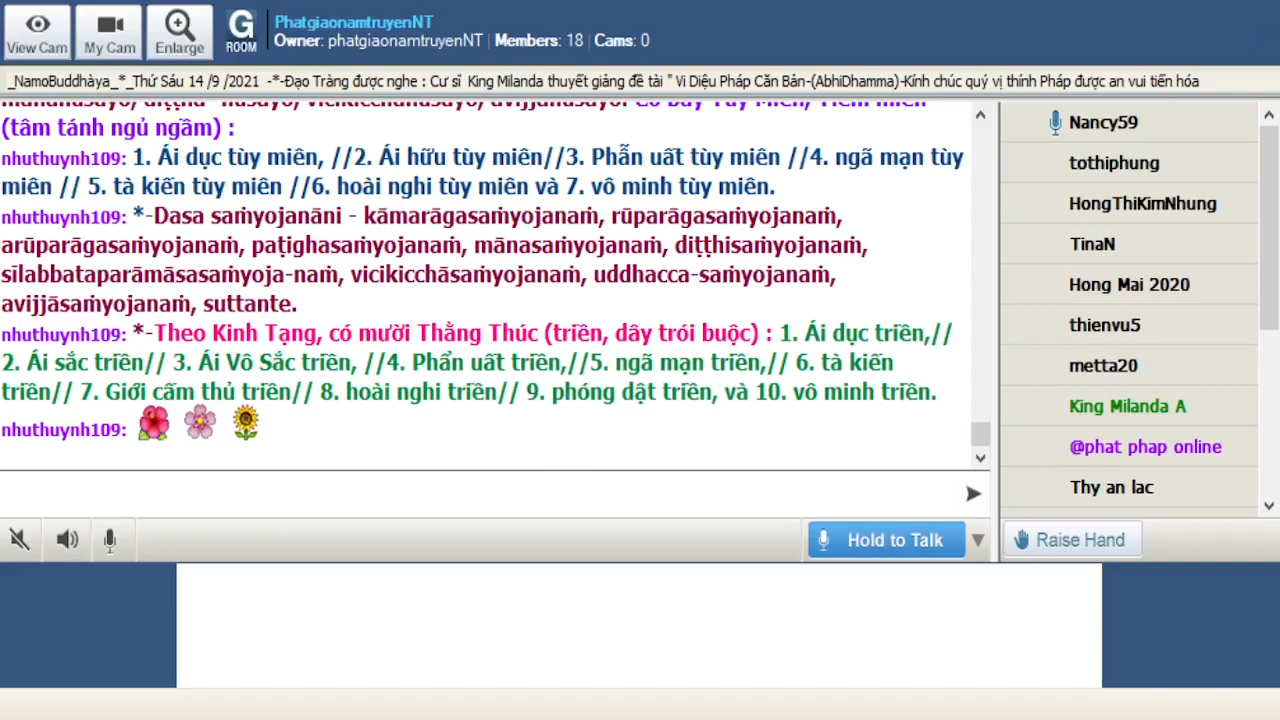 View Cam
My Cam
Enlarge
G
ROOM
PhatgiaonamtruyenNT
Owner: phatgiaonamtruyenNT | Members: 18 | Cams: 0
_NamoBuddhàya_*_Thứ Sáu 14 /9 /2021 -*-Đạo Tràng được nghe : Cư sĩ King Milanda thuyết giảng đề tài " Vi Diệu Pháp Căn Bản-(AbhiDhamma)-Kính chúc quý vị thính Pháp được an vui tiến hóa
(tâm tánh ngủ ngầm) :
nhuthuynh109: 1. Ái dục tùy miên, //2. Ái hữu tùy miên//3. Phẫn uất tùy miên //4. ngã mạn tùy
miên // 5. tà kiến tùy miên //6. hoài nghi tùy miên và 7. vô minh tùy miên.
nhuthuynh109: *-Dasa saṁyojanāni - kāmarāgasaṁyojanaṁ, rūparāgasaṁyojanaṁ,
arūparāgasaṁyojanaṁ, paṭighasaṁyojanaṁ, mānasaṁyojanaṁ, diṭṭhisaṁyojanaṁ,
sīlabbataparāmāsasaṁyoja-naṁ, vicikicchāsaṁyojanaṁ, uddhacca-saṁyojanaṁ,
avijjāsaṁyojanaṁ, suttante.
nhuthuynh109: *-Theo Kinh Tạng, có mười Thằng Thúc (triền, dây trói buộc) : 1. Ái dục triền,//
2. Ái sắc triền// 3. Ái Vô Sắc triền, //4. Phẩn uất triền,//5. ngã mạn triền,// 6. tà kiến
triền// 7. Giới cấm thủ triền// 8. hoài nghi triền// 9. phóng dật triền, và 10. vô minh triền.
nhuthuynh109:
Nancy59
tothiphung
HongThiKimNhung
TinaN
Hong Mai 2020
thienvu5
metta20
King Milanda A
@phat phap online
Thy an lac
Hold to Talk
Raise Hand